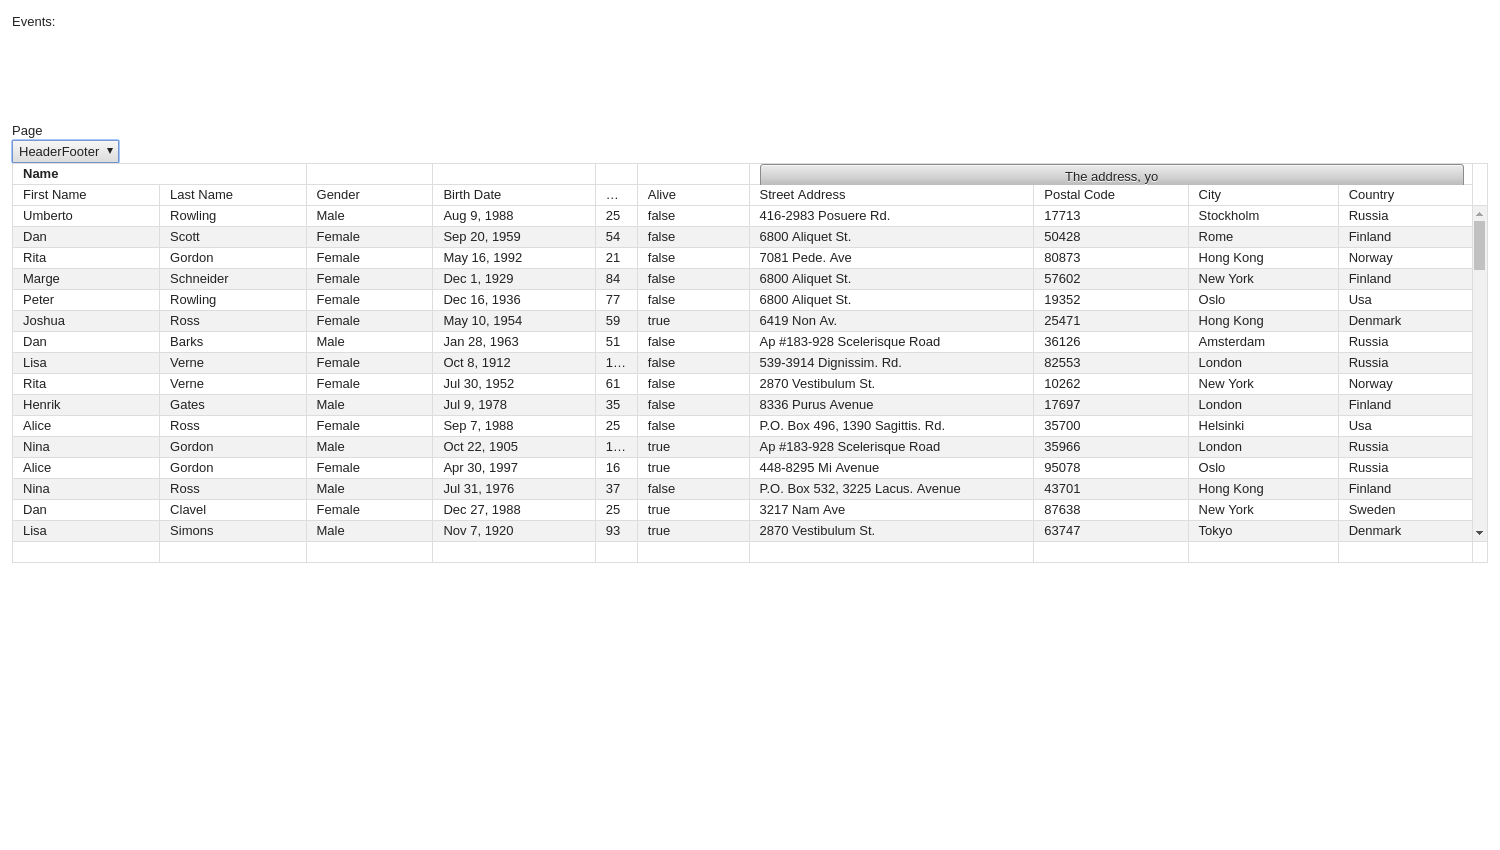 Events:
Page
HeaderFooter ▼
Name The address, yo
First Name Last Name Gender Birth Date … Alive Street Address Postal Code City Country
Umberto Rowling Male Aug 9, 1988 25 false 416-2983 Posuere Rd. 17713 Stockholm Russia
Dan Scott Female Sep 20, 1959 54 false 6800 Aliquet St. 50428 Rome Finland
Rita Gordon Female May 16, 1992 21 false 7081 Pede. Ave 80873 Hong Kong Norway
Marge Schneider Female Dec 1, 1929 84 false 6800 Aliquet St. 57602 New York Finland
Peter Rowling Female Dec 16, 1936 77 false 6800 Aliquet St. 19352 Oslo Usa
Joshua Ross Female May 10, 1954 59 true 6419 Non Av. 25471 Hong Kong Denmark
Dan Barks Male Jan 28, 1963 51 false Ap #183-928 Scelerisque Road 36126 Amsterdam Russia
Lisa Verne Female Oct 8, 1912 1… false 539-3914 Dignissim. Rd. 82553 London Russia
Rita Verne Female Jul 30, 1952 61 false 2870 Vestibulum St. 10262 New York Norway
Henrik Gates Male Jul 9, 1978 35 false 8336 Purus Avenue 17697 London Finland
Alice Ross Female Sep 7, 1988 25 false P.O. Box 496, 1390 Sagittis. Rd. 35700 Helsinki Usa
Nina Gordon Male Oct 22, 1905 1… true Ap #183-928 Scelerisque Road 35966 London Russia
Alice Gordon Female Apr 30, 1997 16 true 448-8295 Mi Avenue 95078 Oslo Russia
Nina Ross Male Jul 31, 1976 37 false P.O. Box 532, 3225 Lacus. Avenue 43701 Hong Kong Finland
Dan Clavel Female Dec 27, 1988 25 true 3217 Nam Ave 87638 New York Sweden
Lisa Simons Male Nov 7, 1920 93 true 2870 Vestibulum St. 63747 Tokyo Denmark